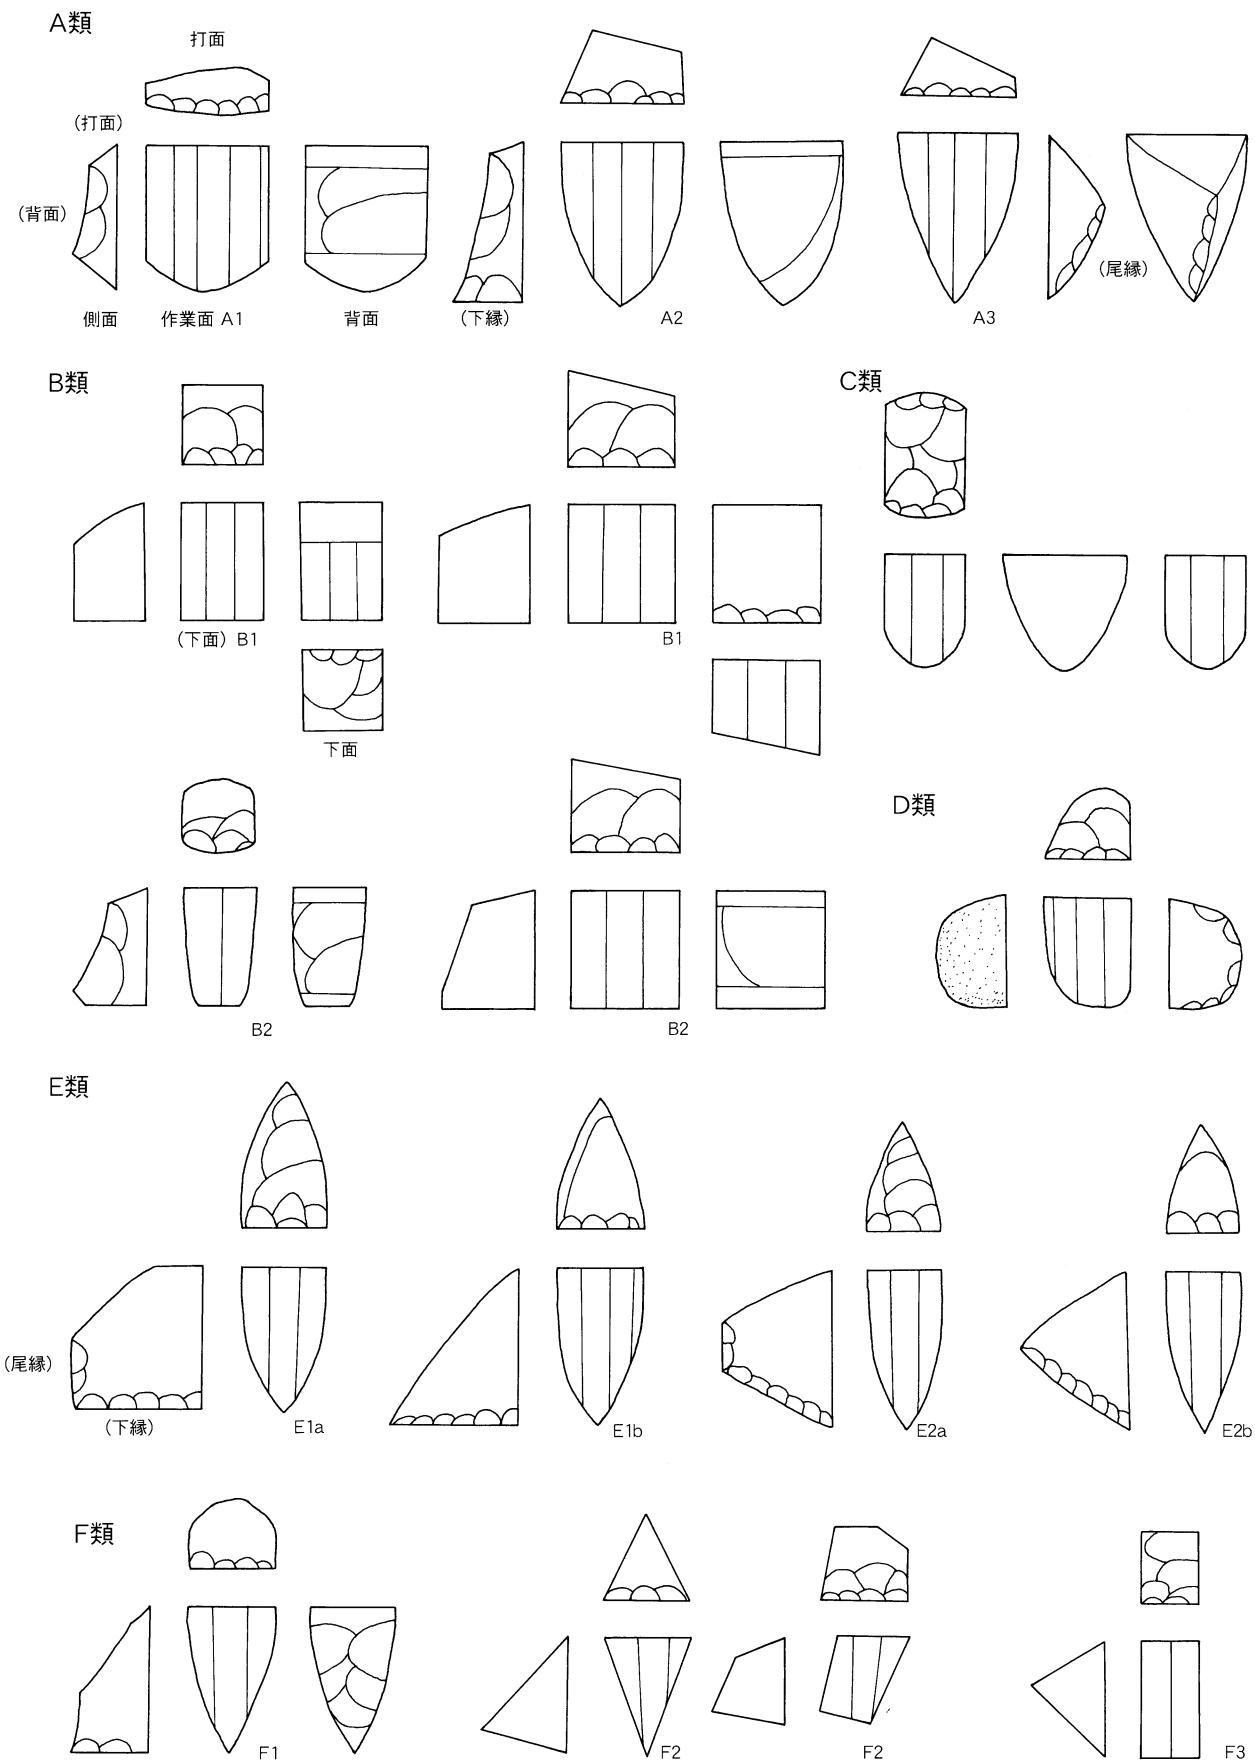 A類
打面
(打面)
(背面)
側面
作業面 A1
背面
(下縁)
A2
A3
(尾縁)
B類
(下面) B1
下面
B1
C類
B2
B2
D類
E類
(尾縁)
(下縁)
E1a
E1b
E2a
E2b
F類
F1
F2
F2
F3